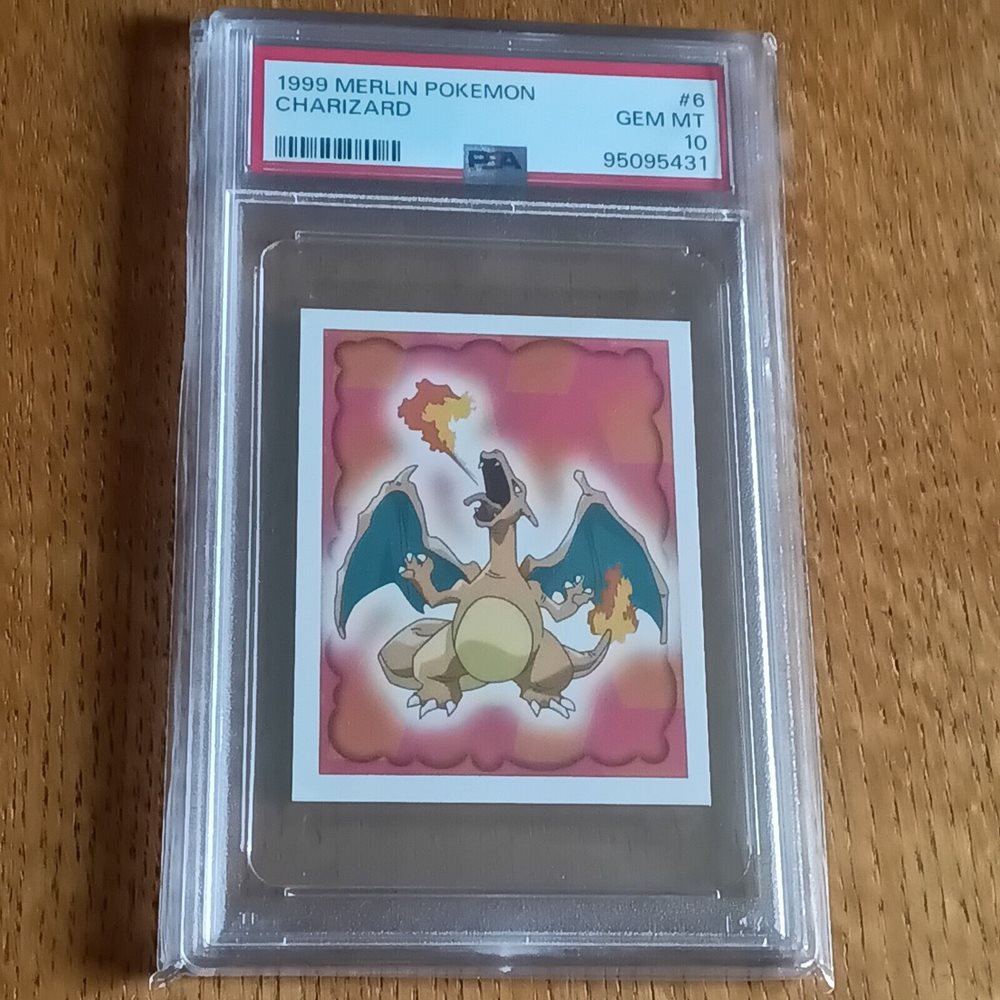 1999 MERLIN POKEMON #6
CHARIZARD GEM MT
10
PSA 95095431